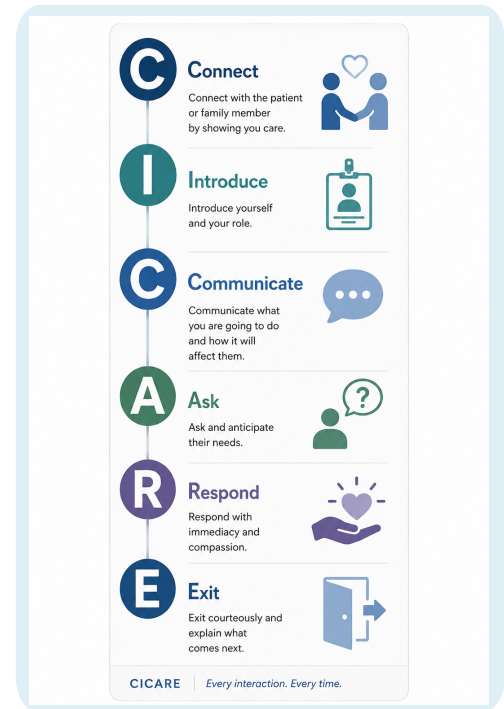 C
Connect
Connect with the patient
or family member
by showing you care.
I
Introduce
Introduce yourself
and your role.
C
Communicate
Communicate what
you are going to do
and how it will
affect them.
A
Ask
?
Ask and anticipate
their needs.
R
Respond
Respond with
immediacy and
compassion.
E
Exit
Exit courteously and
explain what
comes next.
CICARE
Every interaction. Every time.